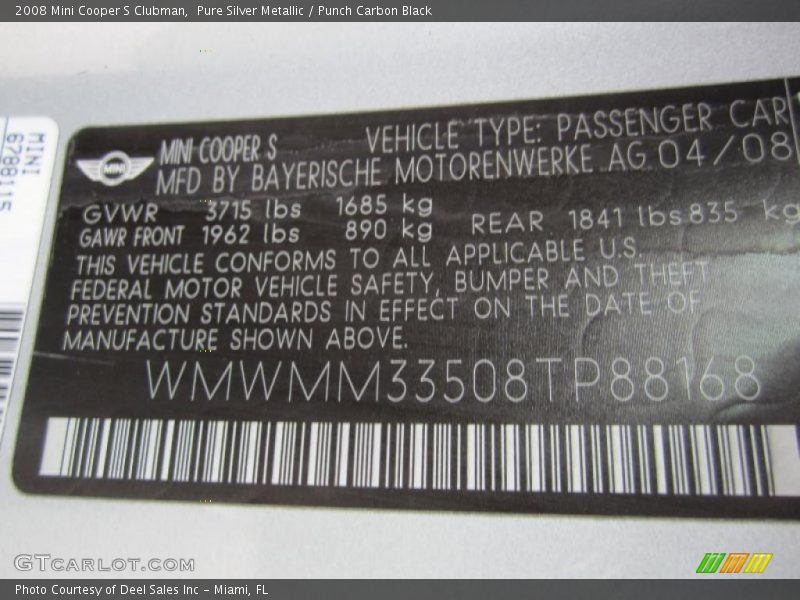 2008 Mini Cooper S Clubman, Pure Silver Metallic / Punch Carbon Black
MINI
6788115
MINI
MINI COOPER S VEHICLE TYPE: PASSENGER CAR
MFD BY BAYERISCHE MOTORENWERKE AG 04/08
GVWR 3715 lbs 1685 kg
GAWR FRONT 1962 lbs 890 kg REAR 1841 lbs 835 kg
THIS VEHICLE CONFORMS TO ALL APPLICABLE U.S.
FEDERAL MOTOR VEHICLE SAFETY, BUMPER AND THEFT
PREVENTION STANDARDS IN EFFECT ON THE DATE OF
MANUFACTURE SHOWN ABOVE.
WMWMM33508TP88168
GTCARLOT.COM
Photo Courtesy of Deel Sales Inc - Miami, FL